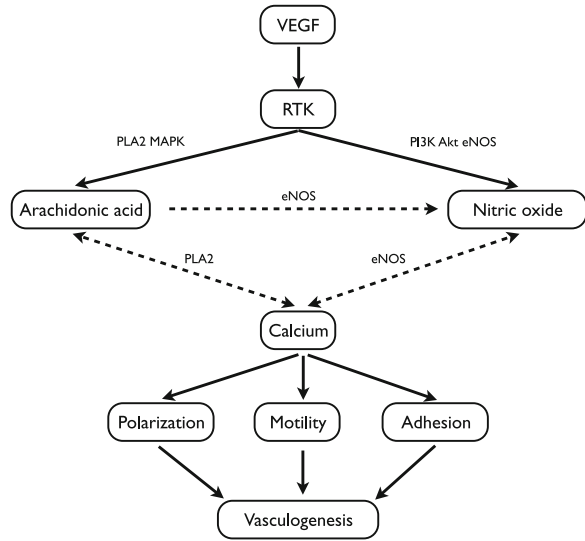 VEGF
RTK
PLA2 MAPK
PI3K Akt eNOS
Arachidonic acid
eNOS
Nitric oxide
PLA2
eNOS
Calcium
Polarization
Motility
Adhesion
Vasculogenesis